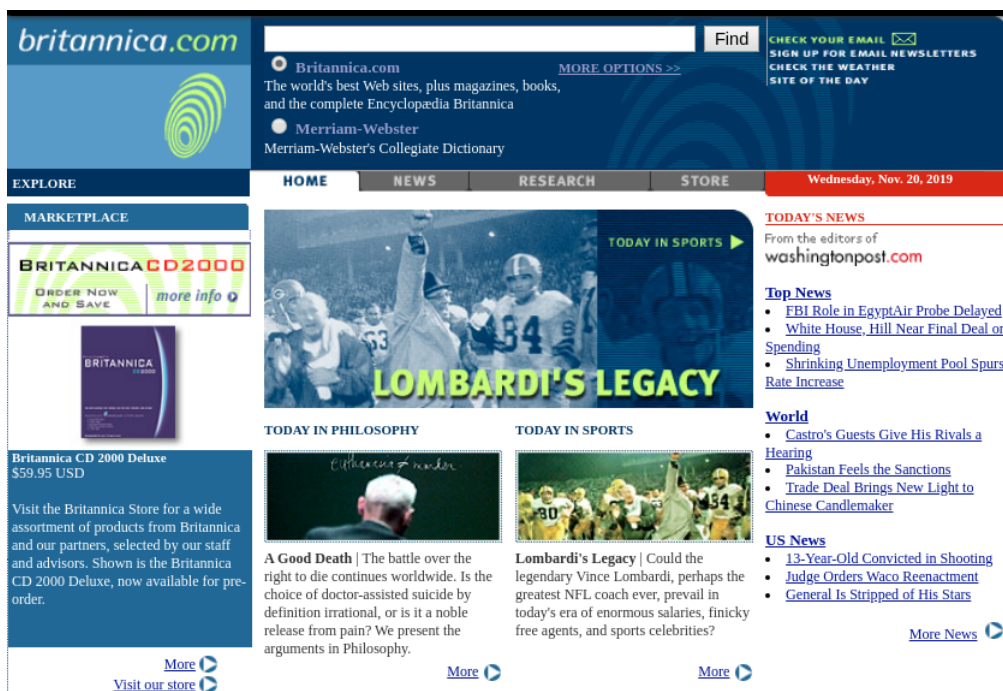 britannica.com
Find
Britannica.com
MORE OPTIONS >>
The world's best Web sites, plus magazines, books,
and the complete Encyclopædia Britannica
Merriam-Webster
Merriam-Webster's Collegiate Dictionary
CHECK YOUR EMAIL
SIGN UP FOR EMAIL NEWSLETTERS
CHECK THE WEATHER
SITE OF THE DAY
EXPLORE
HOME
NEWS
RESEARCH
STORE
Wednesday, Nov. 20, 2019
MARKETPLACE
BRITANNICA CD2000
ORDER NOW
AND SAVE
more info
BRITANNICA
CD2000
Britannica CD 2000 Deluxe
$59.95 USD
Visit the Britannica Store for a wide
assortment of products from Britannica
and our partners, selected by our staff
and advisors. Shown is the Britannica
CD 2000 Deluxe, now available for pre-
order.
More
Visit our store
TODAY IN SPORTS
63
34
LOMBARDI'S LEGACY
TODAY IN PHILOSOPHY
euthanasia & murder
A Good Death | The battle over the
right to die continues worldwide. Is the
choice of doctor-assisted suicide by
definition irrational, or is it a noble
release from pain? We present the
arguments in Philosophy.
More
TODAY IN SPORTS
80
34
Lombardi's Legacy | Could the
legendary Vince Lombardi, perhaps the
greatest NFL coach ever, prevail in
today's era of enormous salaries, finicky
free agents, and sports celebrities?
More
TODAY'S NEWS
From the editors of
washingtonpost.com
Top News
FBI Role in EgyptAir Probe Delayed
White House, Hill Near Final Deal on
Spending
Shrinking Unemployment Pool Spurs
Rate Increase
World
Castro's Guests Give His Rivals a
Hearing
Pakistan Feels the Sanctions
Trade Deal Brings New Light to
Chinese Candlemaker
US News
13-Year-Old Convicted in Shooting
Judge Orders Waco Reenactment
General Is Stripped of His Stars
More News